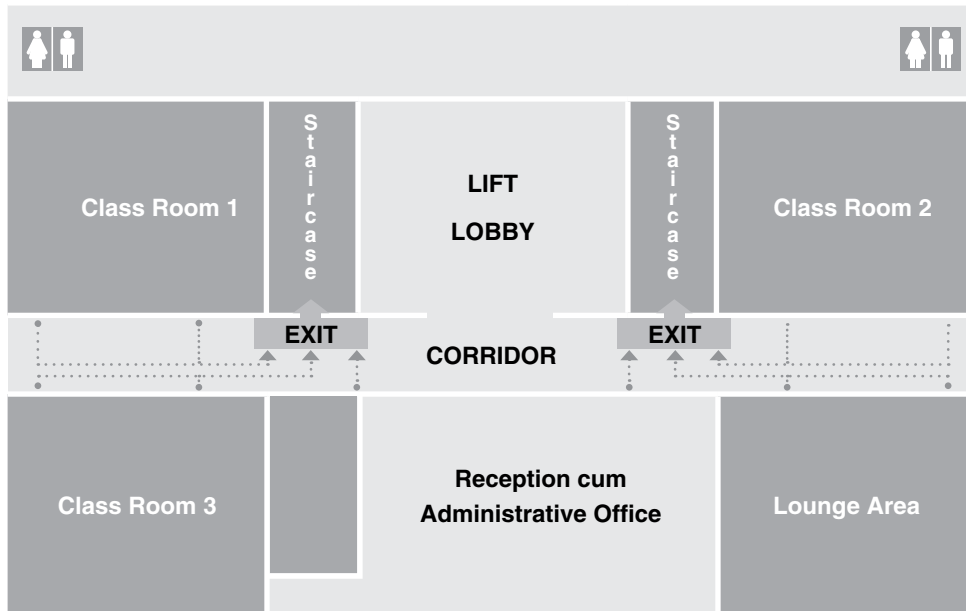 Class Room 1
Staircase
LIFT
LOBBY
Staircase
Class Room 2
EXIT
EXIT
CORRIDOR
Class Room 3
Reception cum
Administrative Office
Lounge Area